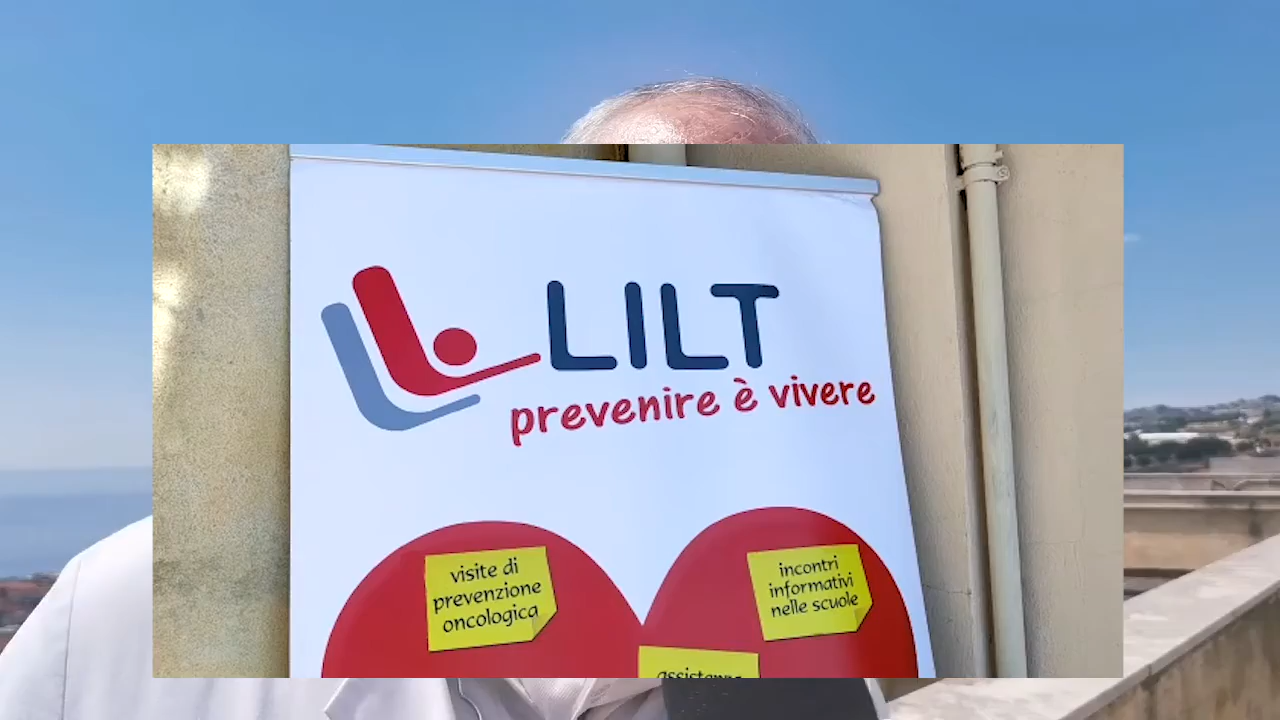 LILT
prevenire è vivere
visite di
prevenzione
oncologica
incontri
informativi
nelle scuole